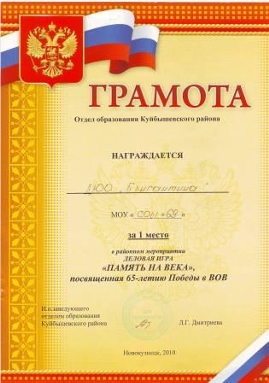 ГРАМОТА
Отдел образования Куйбышевского района
НАГРАЖДАЕТСЯ
"Бригантина"
МОУ «СОШ №
за 1 место
в районном мероприятии
ДЕЛОВАЯ ИГРА
«ПАМЯТЬ НА ВЕКА»,
посвященная 65-летию Победы в ВОВ
И.о заведующего
отделом образования
Куйбышевского района
Л.Г. Дмитриева
Новокузнецк, 2010